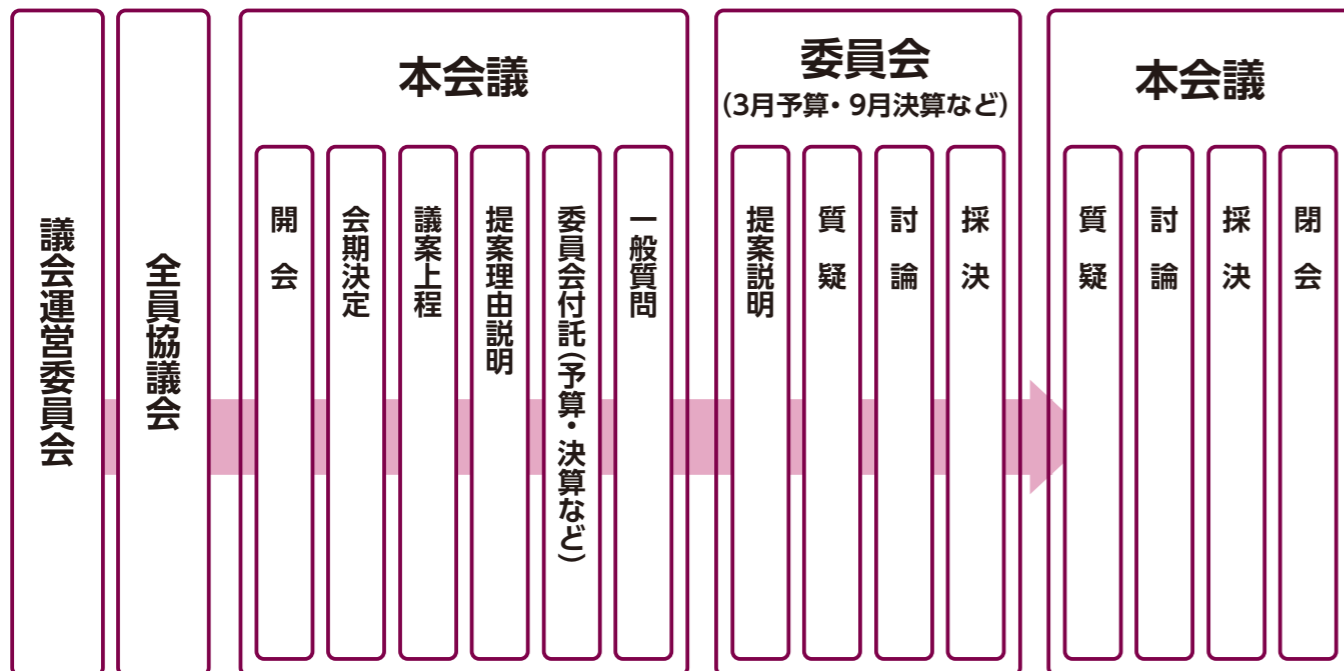 議会運営委員会
全員協議会
本会議
開会
会期決定
議案上程
提案理由説明
委員会付託(予算・決算など)
一般質問
委員会
(3月予算・9月決算など)
提案説明
質疑
討論
採決
本会議
質疑
討論
採決
閉会